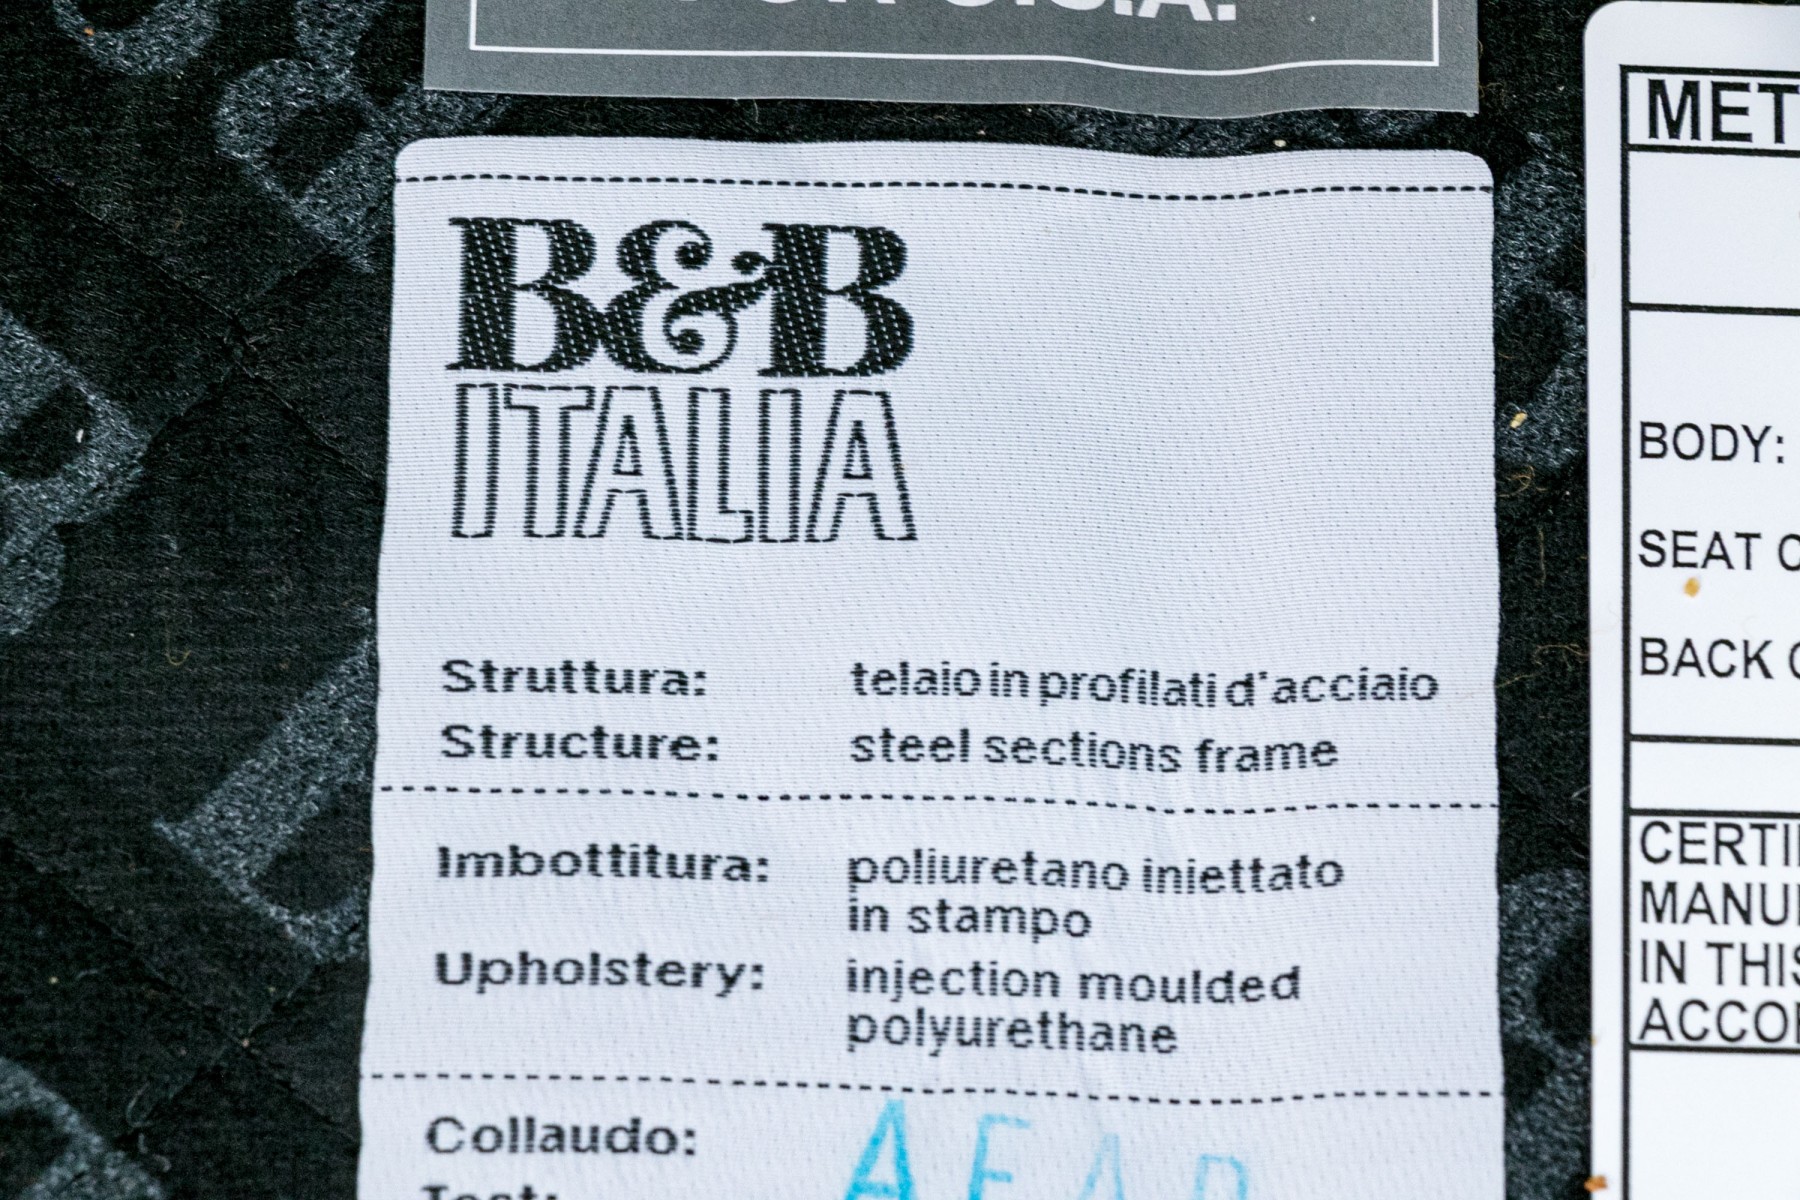 U.S.A.
B&B
ITALIA
Struttura: telaio in profilati d'acciaio
Structure: steel sections frame
Imbottitura: poliuretano iniettato
in stampo
Upholstery: injection moulded
polyurethane
Collaudo:
Test:
MET
BODY:
SEAT C
BACK
CERTI
MANU
IN THIS
ACCO